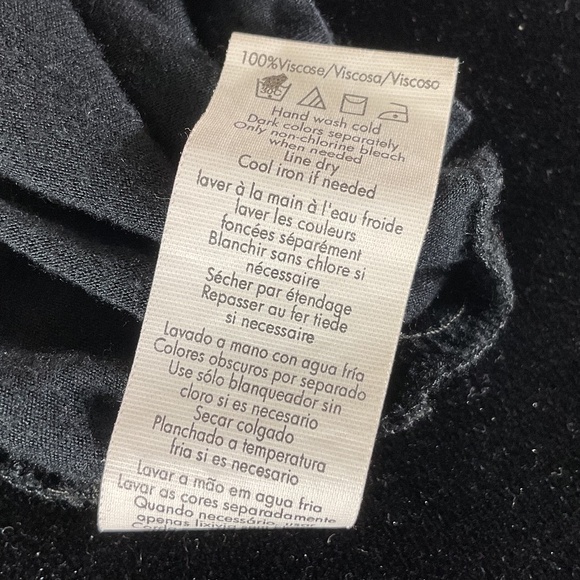 100%Viscose/Viscosa/Viscoso
Hand wash cold
Dark colors separately
Only non-chlorine bleach
when needed
Line dry
Cool iron if needed
laver à la main à l'eau froide
laver les couleurs
foncées séparément
Blanchir sans chlore si
nécessaire
Sécher par étendage
Repasser au fer tiede
si necessaire
Lavado a mano con agua fría
Colores obscuros por separado
Use sólo blanqueador sin
cloro si es necesario
Secar colgado
Planchado a temperatura
fria si es necesario
Lavar a mão em agua fria
Lavar as cores separadamente
Quando necessário, usar
apenas lixivia